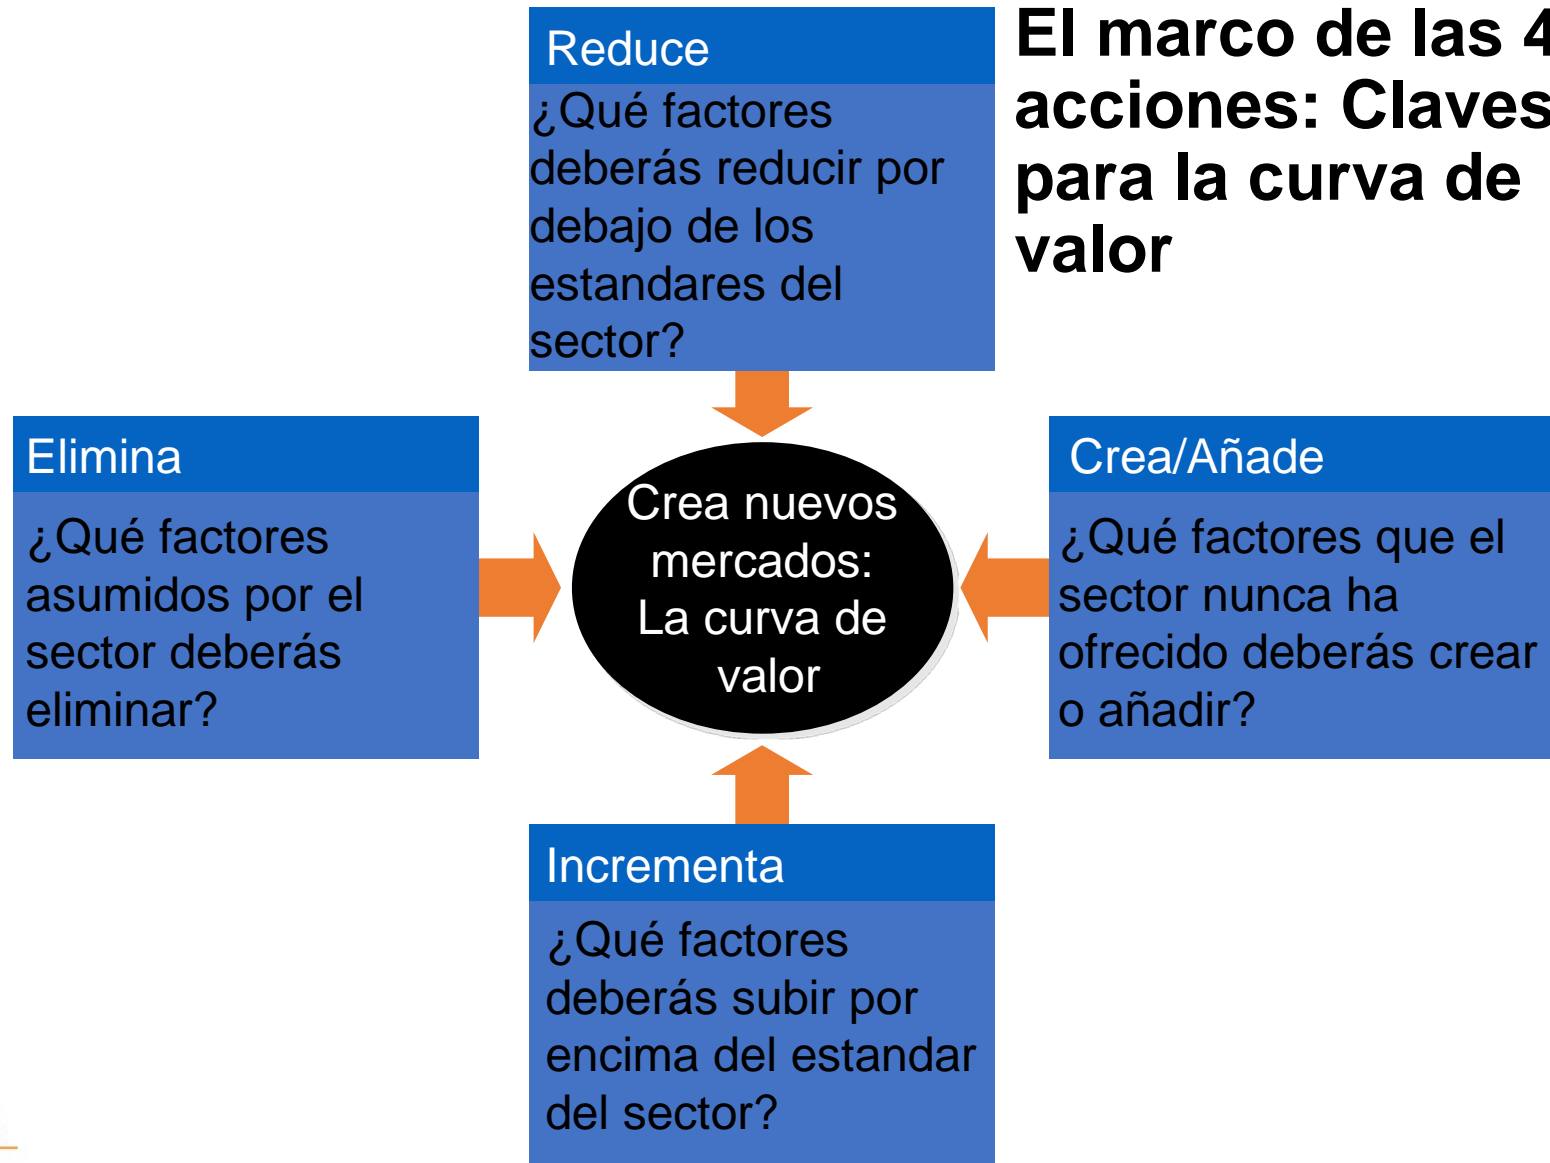 El marco de las 4
acciones: Claves
para la curva de
valor
Reduce
¿Qué factores
deberás reducir por
debajo de los
estandares del
sector?
Elimina
¿Qué factores
asumidos por el
sector deberás
eliminar?
Crea nuevos
mercados:
La curva de
valor
Crea/Añade
¿Qué factores que el
sector nunca ha
ofrecido deberás crear
o añadir?
Incrementa
¿Qué factores
deberás subir por
encima del estandar
del sector?